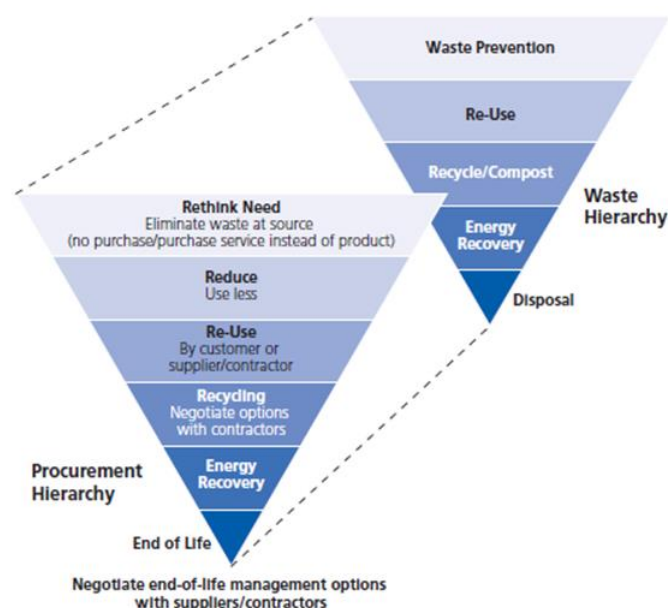 Waste Prevention
Re-Use
Recycle/Compost
Energy
Recovery
Disposal
Waste
Hierarchy
Rethink Need
Eliminate waste at source
(no purchase/purchase service instead of product)
Reduce
Use less
Re-Use
By customer or
supplier/contractor
Recycling
Negotiate options
with contractors
Energy
Recovery
End of Life
Procurement
Hierarchy
Negotiate end-of-life management options
with suppliers/contractors